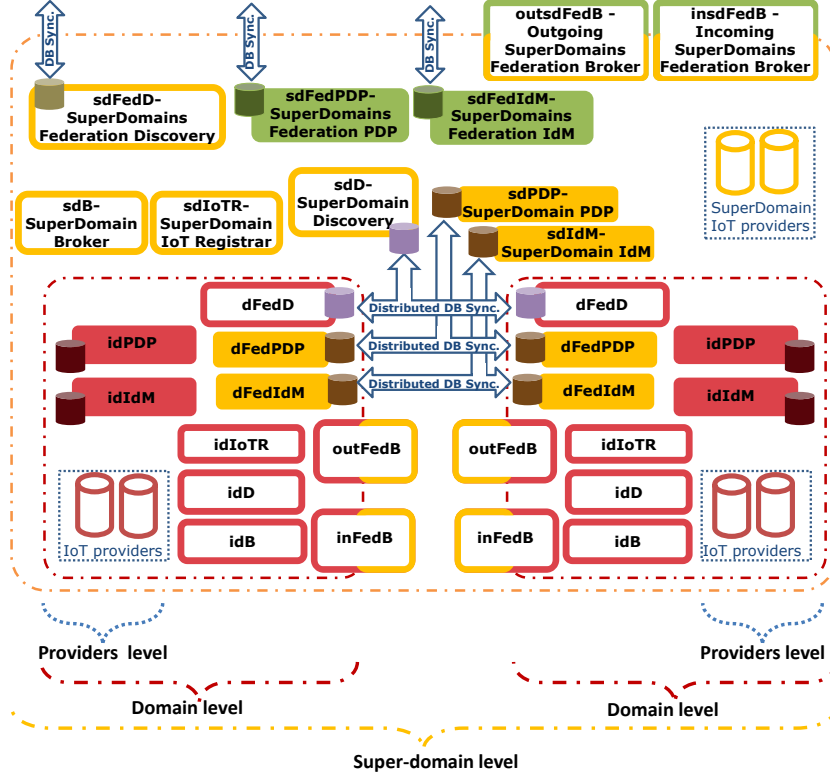 DB Sync.
DB Sync.
DB Sync.
outsdFedB -
Outgoing
SuperDomains
Federation Broker
insdFedB -
Incoming
SuperDomains
Federation Broker
sdFedD-
SuperDomains
Federation Discovery
sdFedPDP-
SuperDomains
Federation PDP
sdFedIdM-
SuperDomains
Federation IdM
sdB-
SuperDomain
Broker
sdIoTR-
SuperDomain
IoT Registrar
sdD-
SuperDomain
Discovery
sdPDP-
SuperDomain PDP
sdIdM-
SuperDomain IdM
SuperDomain
IoT providers
dFedD
Distributed DB Sync.
dFedD
idPDP
dFedPDP
Distributed DB Sync.
dFedPDP
idPDP
idIdM
dFedIdM
Distributed DB Sync.
dFedIdM
idIdM
idIoTR
outFedB
outFedB
idIoTR
idD
idD
IoT providers
idB
inFedB
inFedB
idB
IoT providers
Providers level
Providers level
Domain level
Domain level
Super-domain level